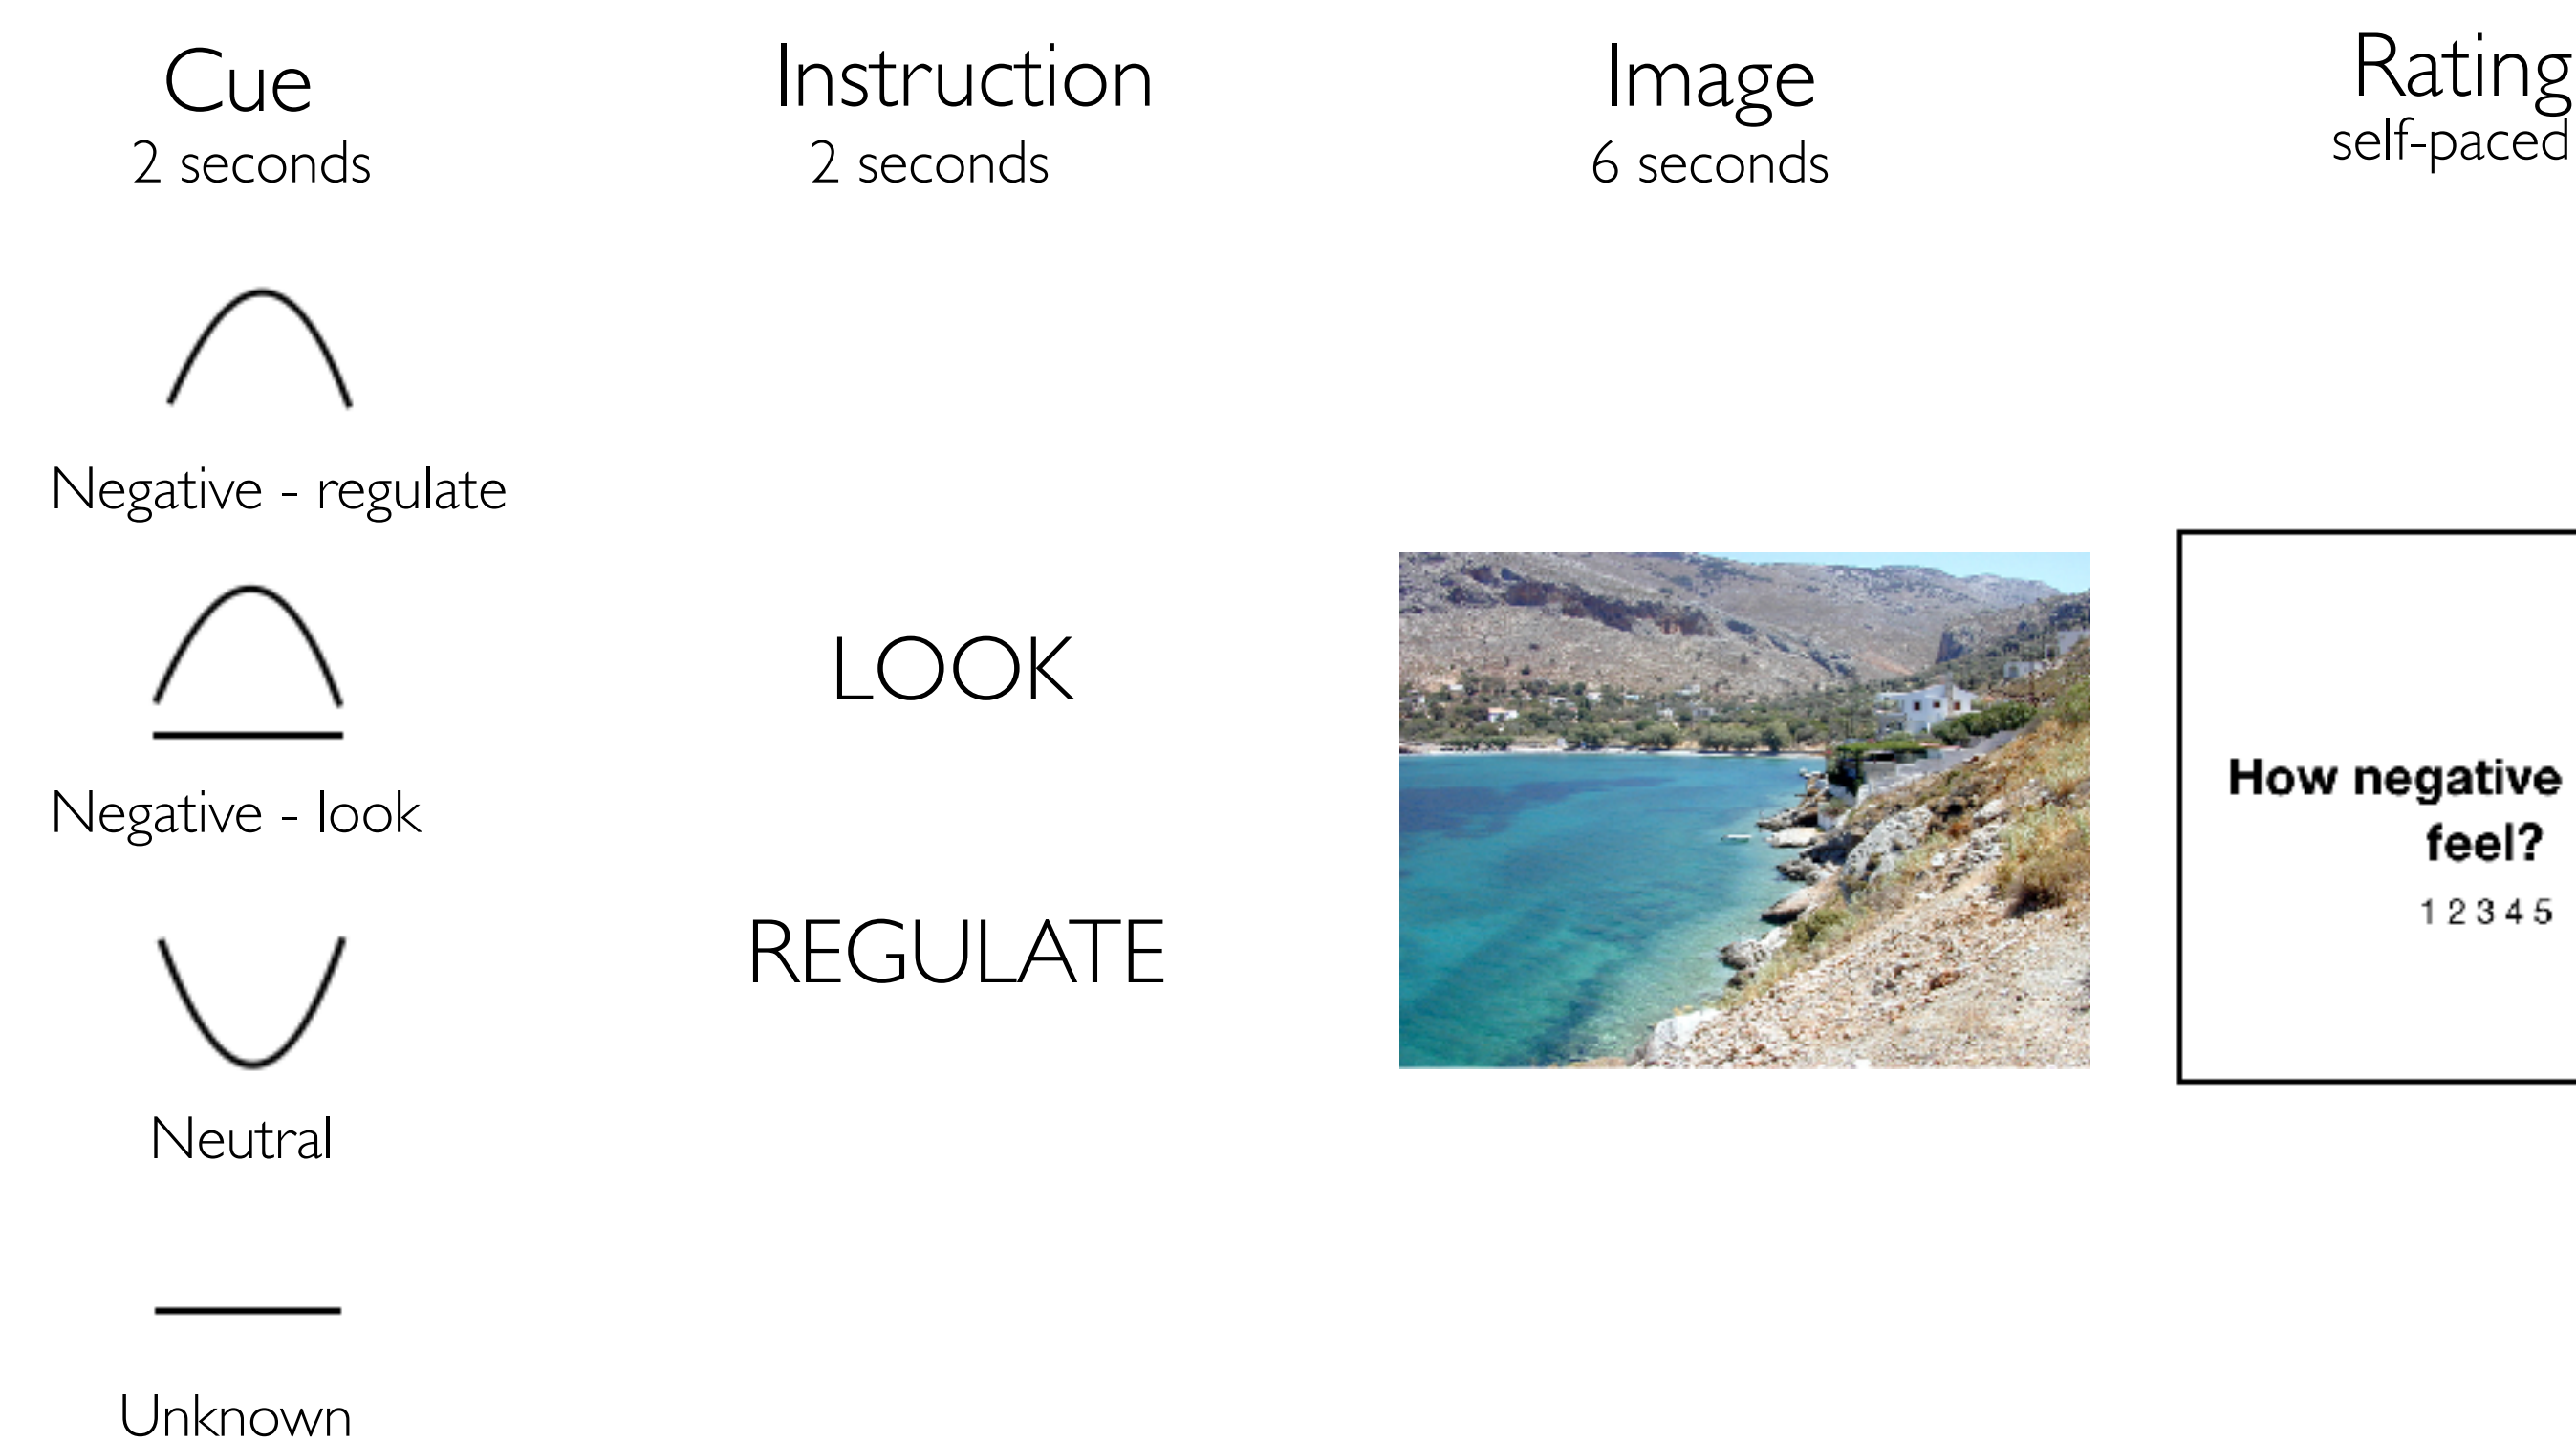 Cue
2 seconds
Instruction
2 seconds
Image
6 seconds
Rating
self-paced
Negative - regulate
Negative - look
Neutral
Unknown
LOOK
REGULATE
How negative
feel?
1 2 3 4 5